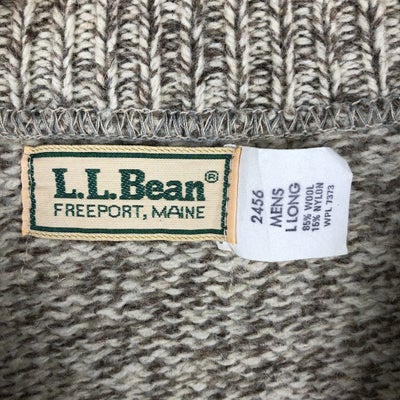 L.L.Bean®
FREEPORT, MAINE
2456
MENS
L LONG
85% WOOL
15% NYLON
WPL 7373